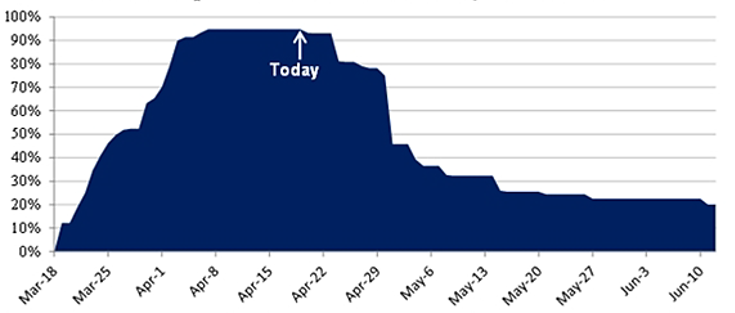 100%
90%
80%
70%
60%
50%
40%
30%
20%
10%
0%
Today
Mar-18
Mar-25
Apr-1
Apr-8
Apr-15
Apr-22
Apr-29
May-6
May-13
May-20
May-27
Jun-3
Jun-10